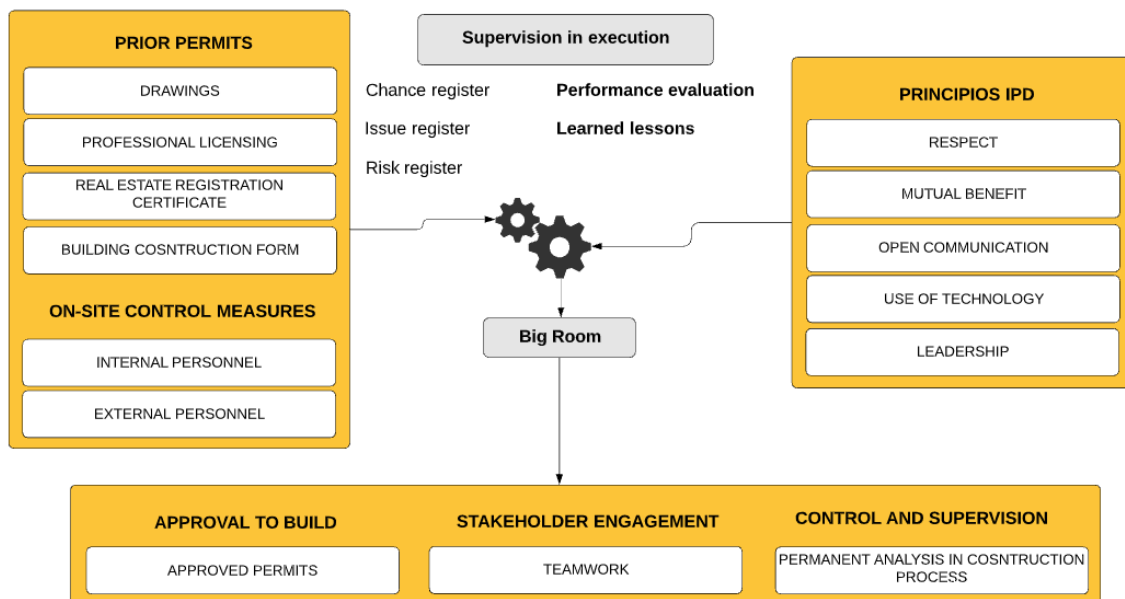 PRIOR PERMITS
DRAWINGS
PROFESSIONAL LICENSING
REAL ESTATE REGISTRATION
CERTIFICATE
BUILDING COSNTRUCTION FORM
ON-SITE CONTROL MEASURES
INTERNAL PERSONNEL
EXTERNAL PERSONNEL
Supervision in execution
Chance register
Issue register
Risk register
Performance evaluation
Learned lessons
PRINCIPIOS IPD
RESPECT
MUTUAL BENEFIT
OPEN COMMUNICATION
USE OF TECHNOLOGY
LEADERSHIP
Big Room
APPROVAL TO BUILD
APPROVED PERMITS
STAKEHOLDER ENGAGEMENT
TEAMWORK
CONTROL AND SUPERVISION
PERMANENT ANALYSIS IN COSNTRUCTION
PROCESS